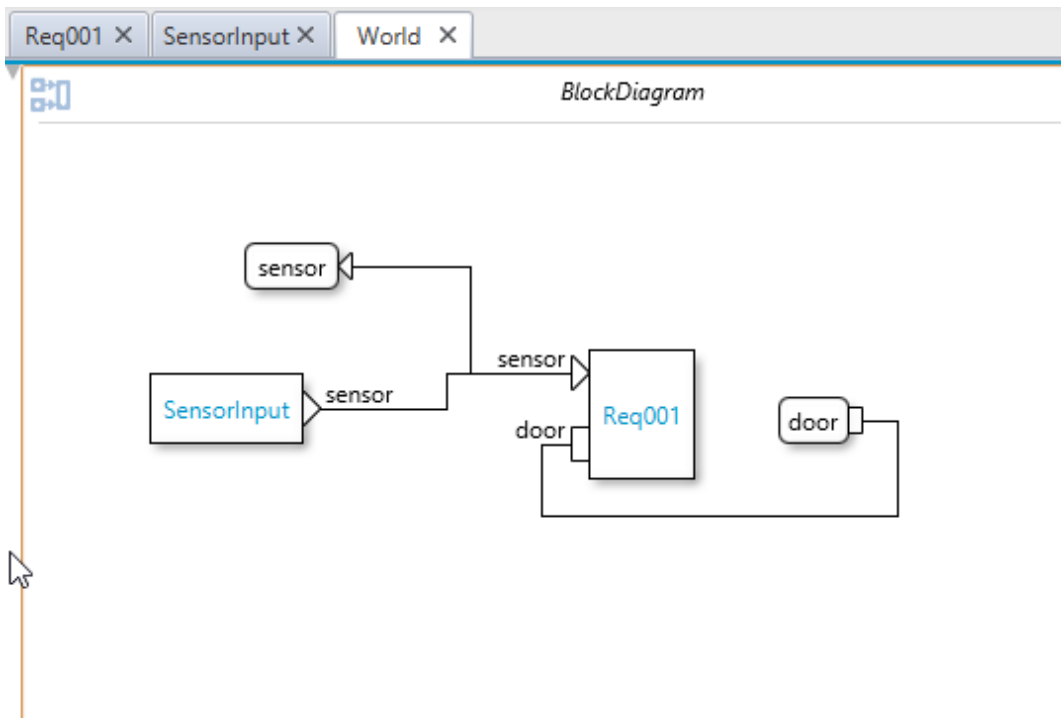 Req001
SensorInput
World
BlockDiagram
sensor
sensor
SensorInput
sensor
door
Req001
door